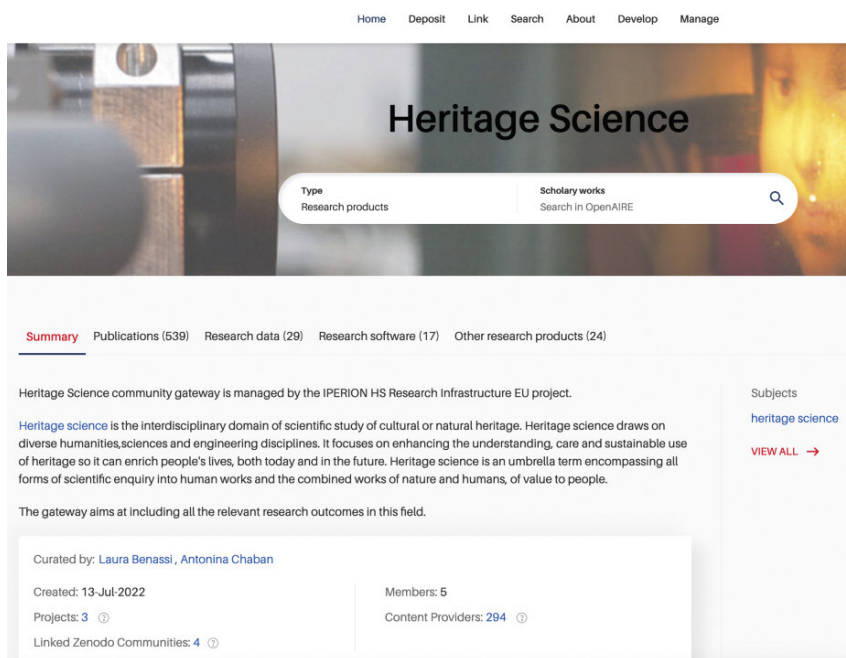 Home Deposit Link Search About Develop Manage
Heritage Science
Type
Research products
Scholary works
Search in OpenAIRE
Summary Publications (539) Research data (29) Research software (17) Other research products (24)
Heritage Science community gateway is managed by the IPERION HS Research Infrastructure EU project.
Heritage science is the interdisciplinary domain of scientific study of cultural or natural heritage. Heritage science draws on
diverse humanities,sciences and engineering disciplines. It focuses on enhancing the understanding, care and sustainable use
of heritage so it can enrich people's lives, both today and in the future. Heritage science is an umbrella term encompassing all
forms of scientific enquiry into human works and the combined works of nature and humans, of value to people.
The gateway aims at including all the relevant research outcomes in this field.
Subjects
heritage science
VIEW ALL →
Curated by: Laura Benassi , Antonina Chaban
Created: 13-Jul-2022
Members: 5
Projects: 3 ?
Content Providers: 294 ?
Linked Zenodo Communities: 4 ?